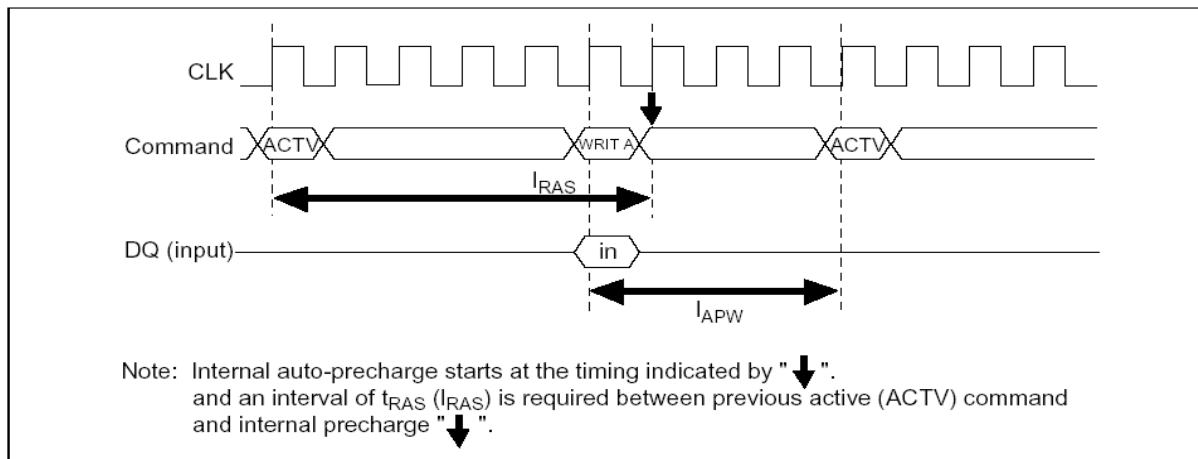 CLK
Command
ACTV
WRIT A
ACTV
lRAS
DQ (input)
in
lAPW
Note: Internal auto-precharge starts at the timing indicated by " ".
and an interval of tRAS (lRAS) is required between previous active (ACTV) command
and internal precharge " ".